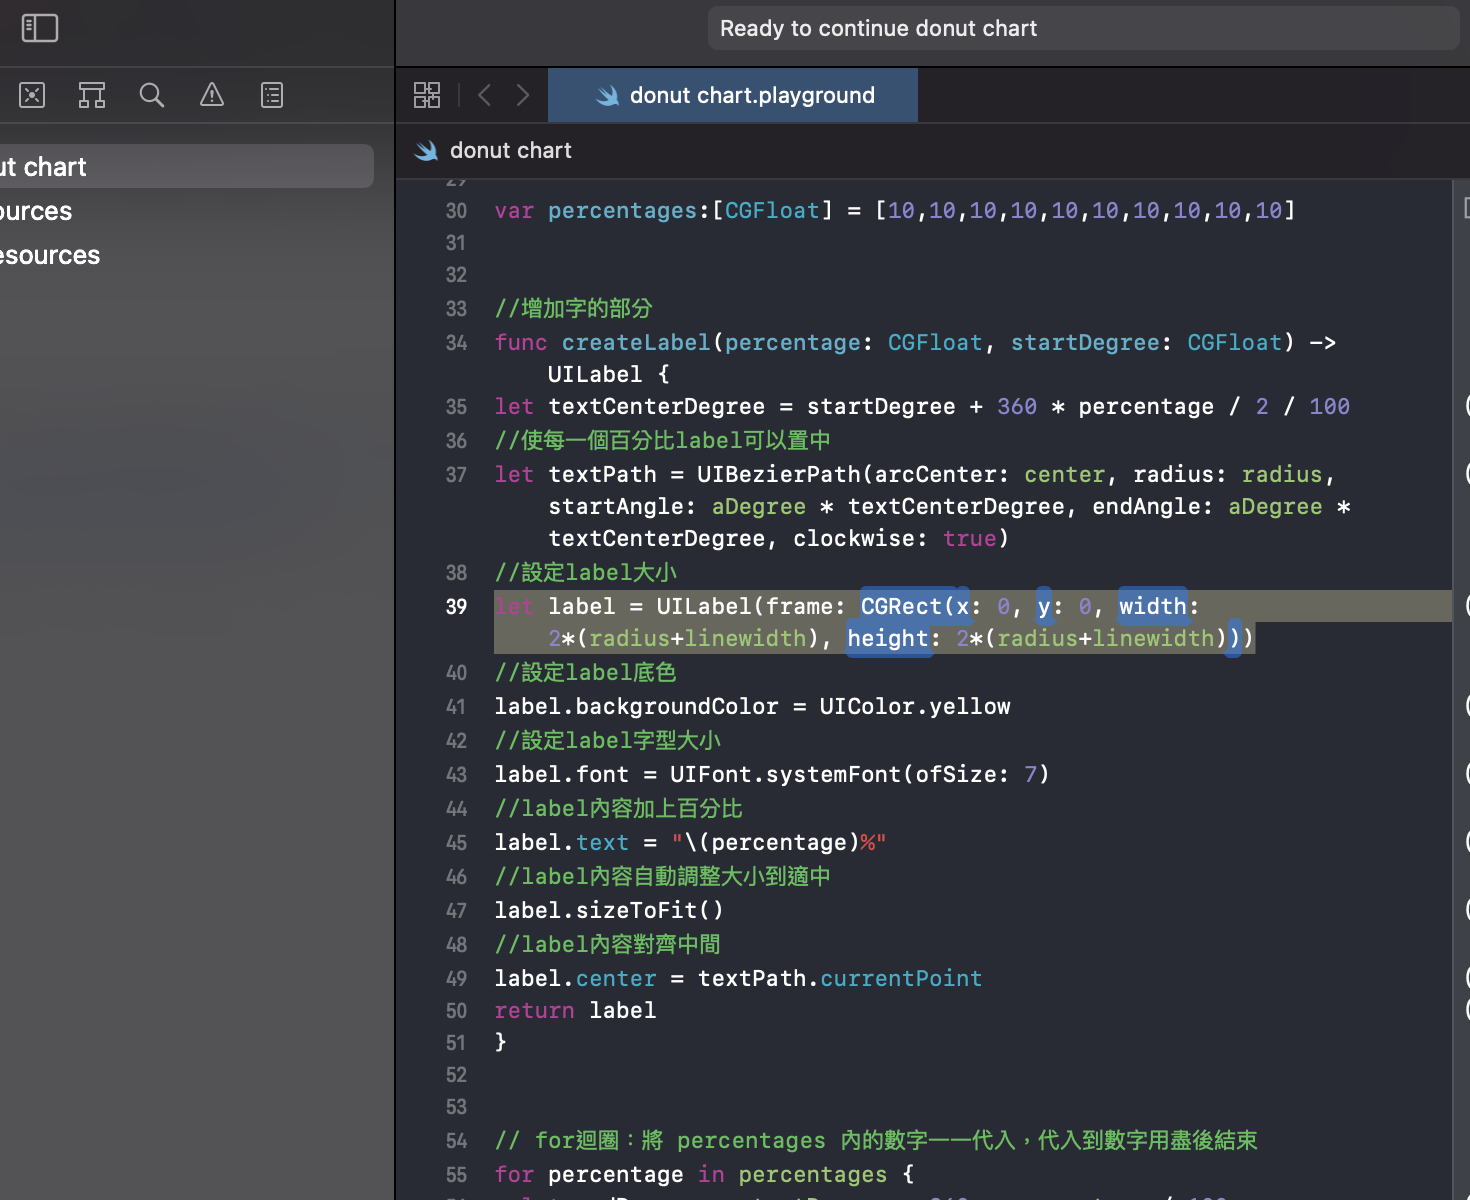 Ready to continue donut chart
donut chart.playground
ut chart
donut chart
ources
esources
29
30 var percentages:[CGFloat] = [10,10,10,10,10,10,10,10,10,10]
31
32
33 //增加字的部分
34 func createLabel(percentage: CGFloat, startDegree: CGFloat) ->
UILabel {
35 let textCenterDegree = startDegree + 360 * percentage / 2 / 100
36 //使每一個百分比label可以置中
37 let textPath = UIBezierPath(arcCenter: center, radius: radius,
startAngle: aDegree * textCenterDegree, endAngle: aDegree *
textCenterDegree, clockwise: true)
38 //設定label大小
39 let label = UILabel(frame: CGRect(x: 0, y: 0, width:
2*(radius+linewidth), height: 2*(radius+linewidth)))
40 //設定label底色
41 label.backgroundColor = UIColor.yellow
42 //設定label字型大小
43 label.font = UIFont.systemFont(ofSize: 7)
44 //label內容加上百分比
45 label.text = "\(percentage)%"
46 //label內容自動調整大小到適中
47 label.sizeToFit()
48 //label內容對齊中間
49 label.center = textPath.currentPoint
50 return label
51 }
52
53
54 // for迴圈：將 percentages 內的數字一一代入，代入到數字用盡後結束
55 for percentage in percentages {